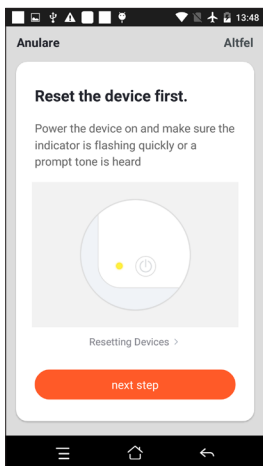 13:48
Anulare Altfel
Reset the device first.
Power the device on and make sure the
indicator is flashing quickly or a
prompt tone is heard
Resetting Devices >
next step